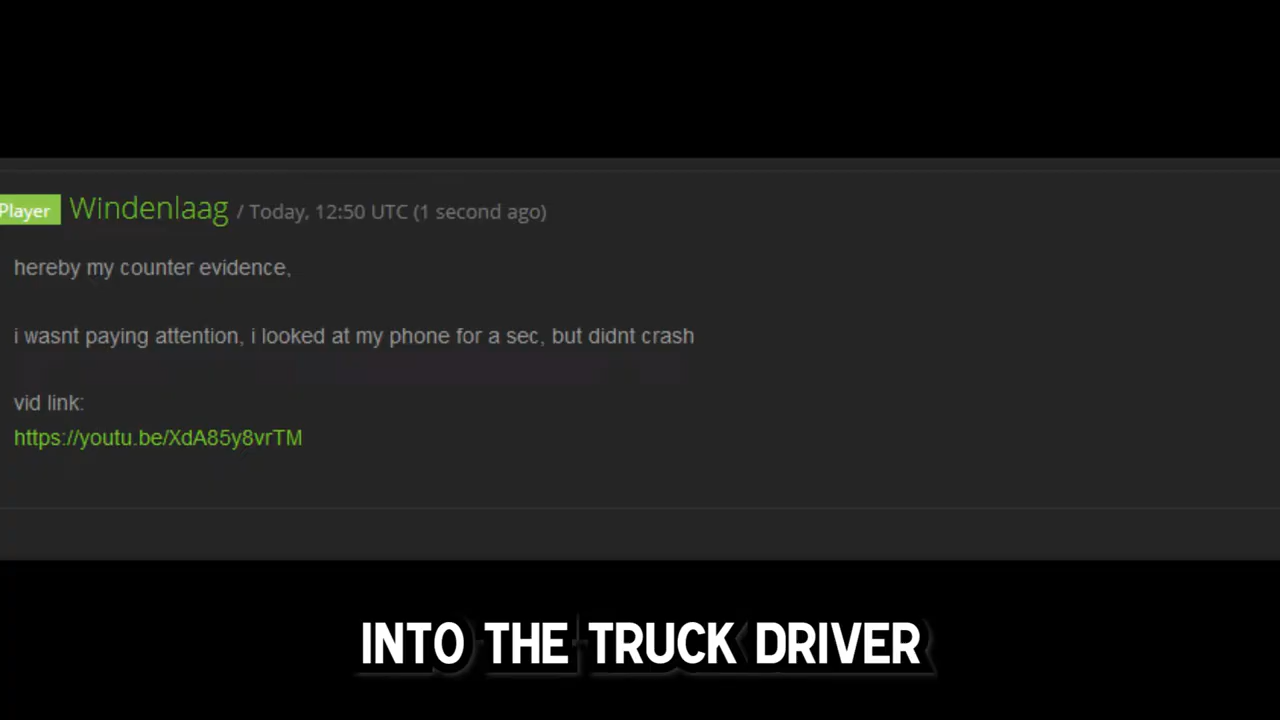 Player Windenlaag / Today, 12:50 UTC (1 second ago)
hereby my counter evidence,
i wasnt paying attention, i looked at my phone for a sec, but didnt crash
vid link:
https://youtu.be/XdA85y8vrTM
INTO THE TRUCK DRIVER